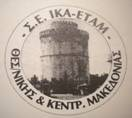 - Σ.Ε. ΙΚΑ-ΕΤΑΜ -
ΘΕΣ/ΝΙΚΗΣ & ΚΕΝΤΡ. ΜΑΚΕΔΟΝΙΑΣ